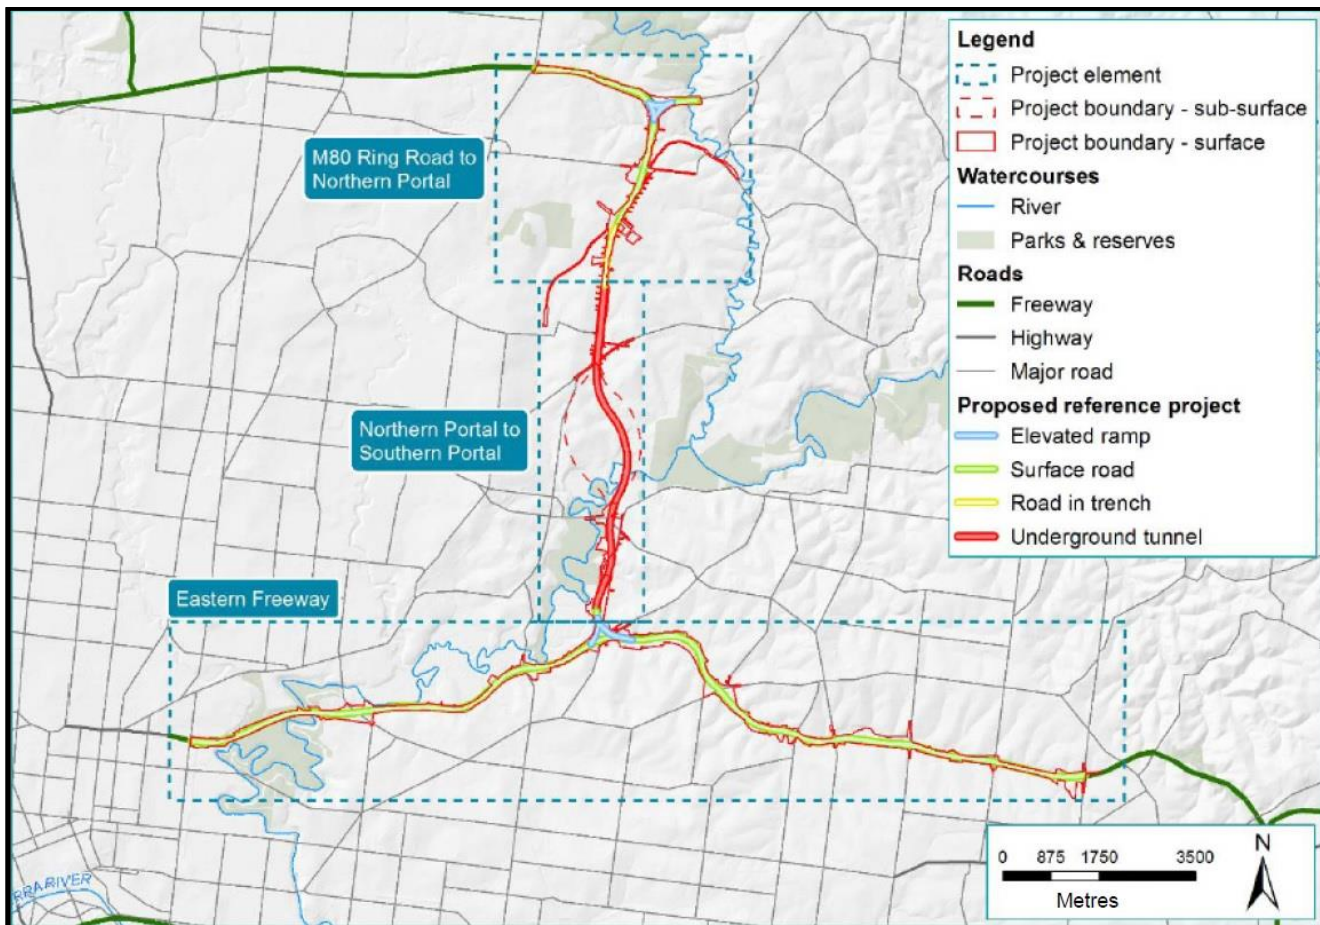 Legend
Project element
Project boundary - sub-surface
Project boundary - surface
Watercourses
River
Parks & reserves
Roads
Freeway
Highway
Major road
Proposed reference project
Elevated ramp
Surface road
Road in trench
Underground tunnel
M80 Ring Road to
Northern Portal
Northern Portal to
Southern Portal
Eastern Freeway
RIVER
0 875 1750 3500
Metres
N